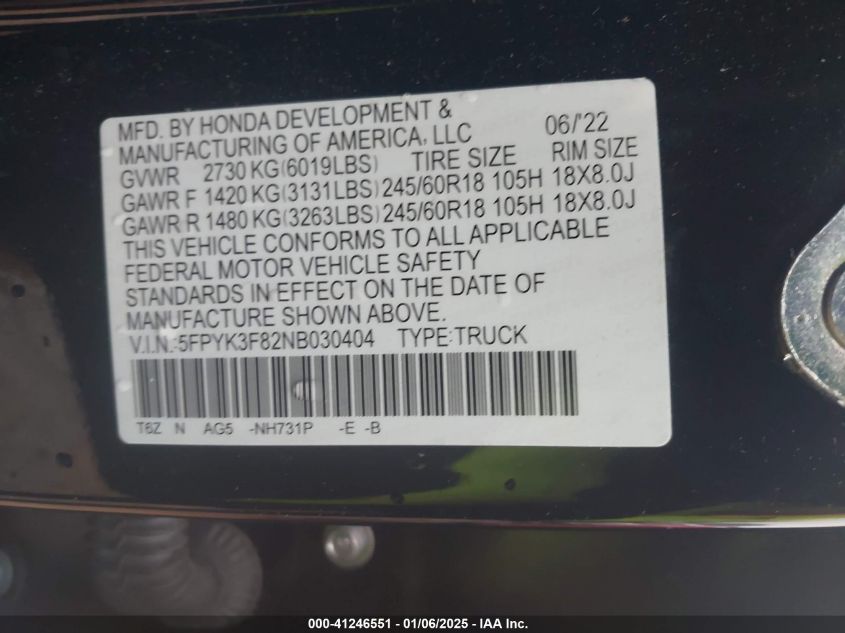 MFD. BY HONDA DEVELOPMENT &
MANUFACTURING OF AMERICA, LLC 06/'22
GVWR 2730 KG(6019LBS) TIRE SIZE RIM SIZE
GAWR F 1420 KG(3131LBS) 245/60R18 105H 18X8.0J
GAWR R 1480 KG(3263LBS) 245/60R18 105H 18X8.0J
THIS VEHICLE CONFORMS TO ALL APPLICABLE
FEDERAL MOTOR VEHICLE SAFETY
STANDARDS IN EFFECT ON THE DATE OF
MANUFACTURE SHOWN ABOVE.
V.I.N.:5FPYK3F82NB030404 TYPE:TRUCK
T6Z N AG5 -NH731P -E -B
000-41246551 - 01/06/2025 - IAA Inc.